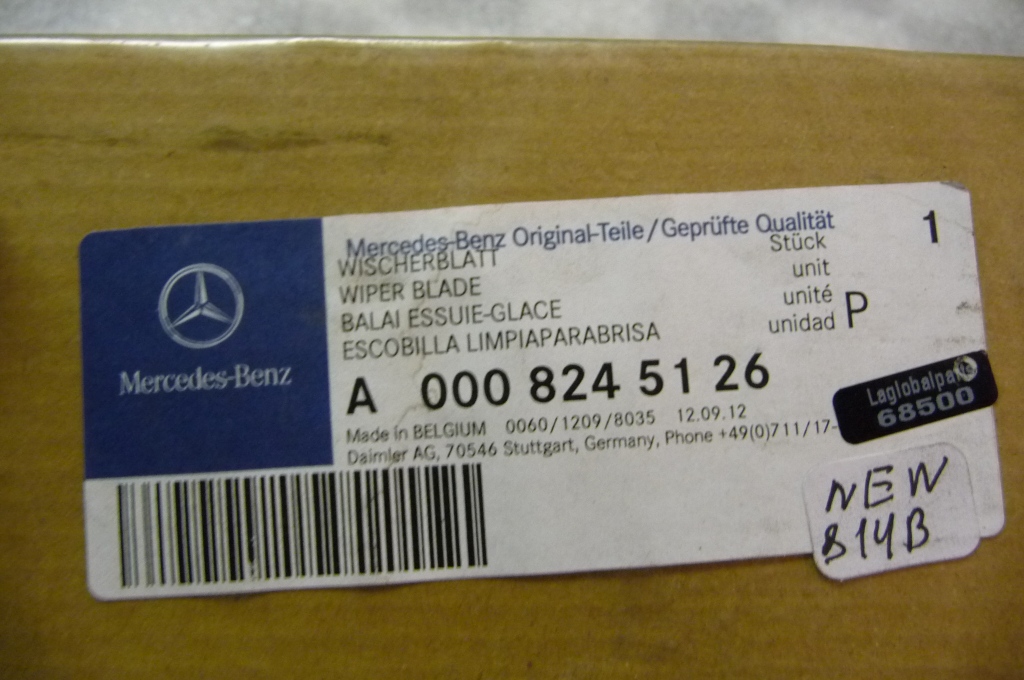 Mercedes-Benz
Mercedes-Benz Original-Teile/Geprüfte Qualität
WISCHERBLATT
WIPER BLADE
BALAI ESSUIE-GLACE
ESCOBILLA LIMPIAPARABRISA
Stück
unit
unité
unidad
1
P
A 000 824 51 26
Made in BELGIUM 0060/1209/8035 12.09.12
Daimler AG, 70546 Stuttgart, Germany, Phone +49(0)711/17-
Laglobalparts
68500
NEW
814B